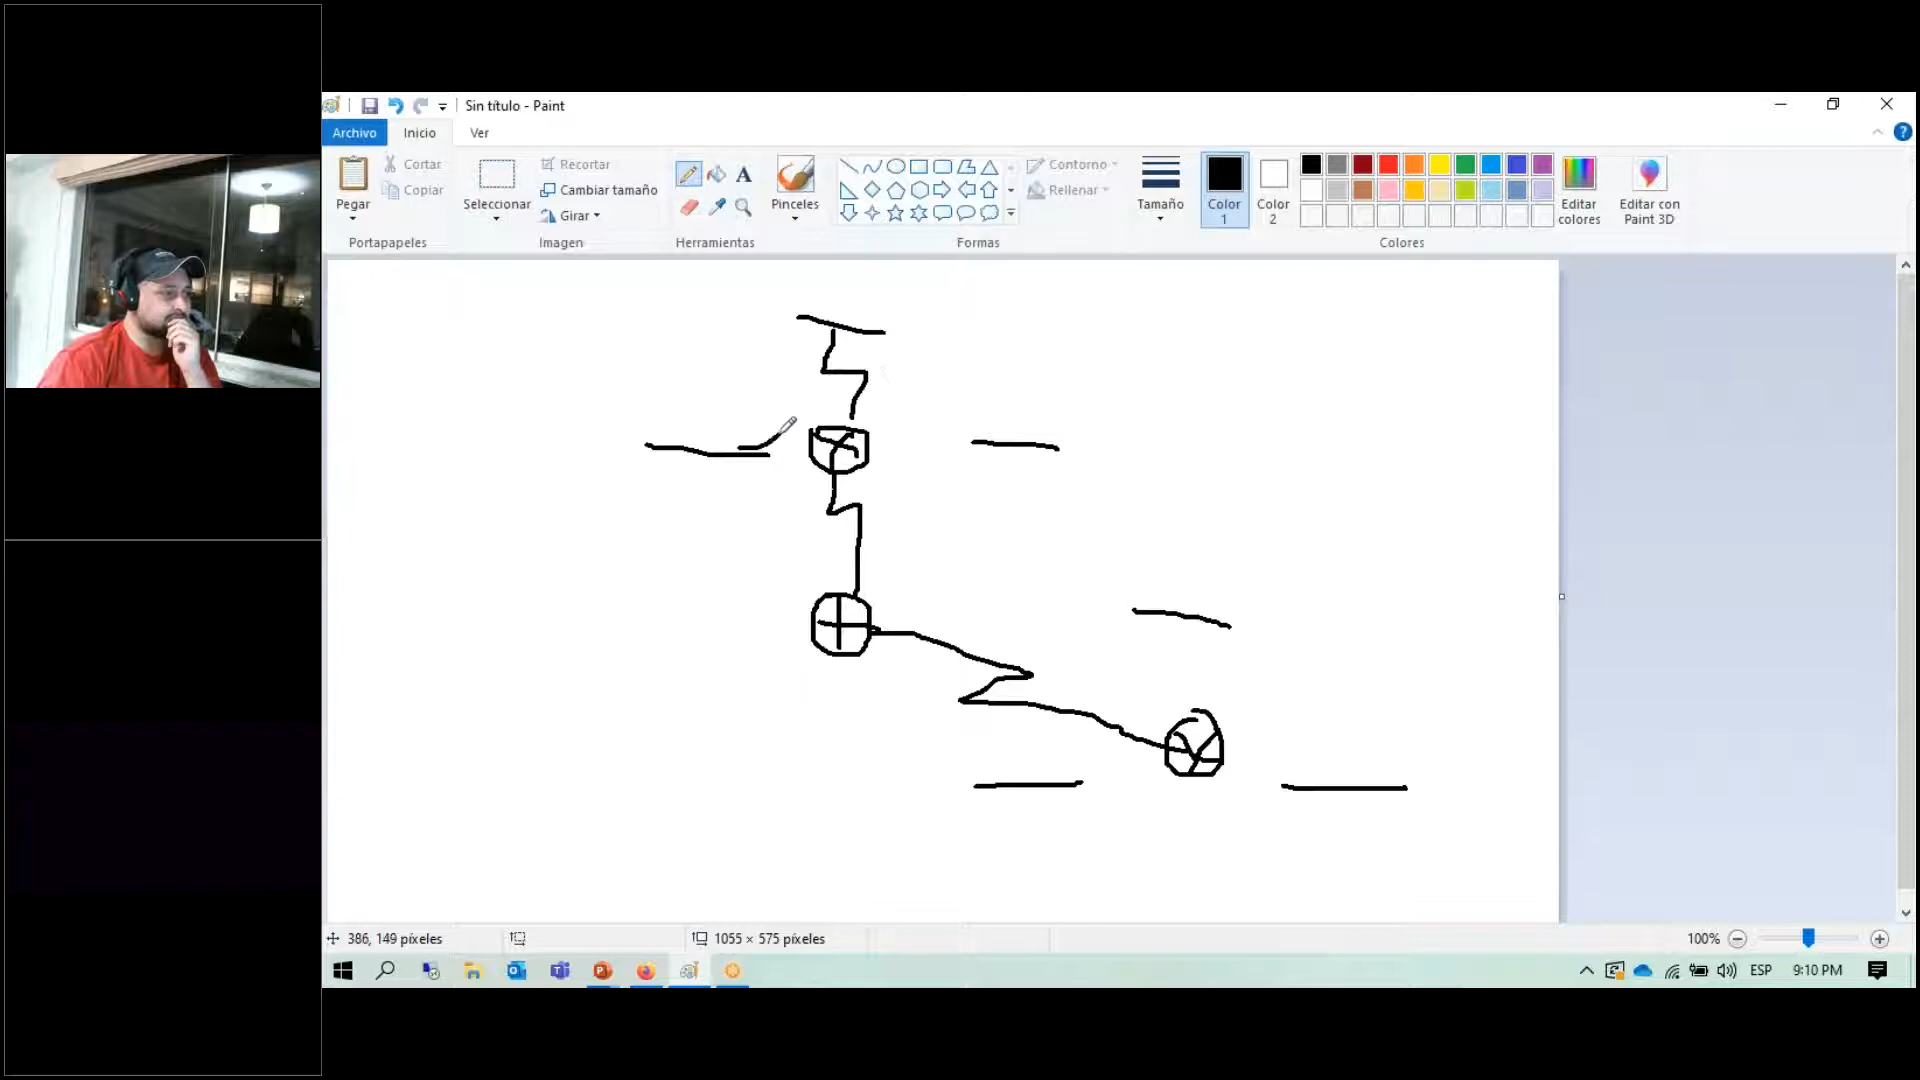 Sin título - Paint
Archivo Inicio Ver
Pegar
Cortar
Copiar
Portapapeles
Seleccionar
Recortar
Cambiar tamaño
Girar
Imagen
A
Herramientas
Pinceles
Contorno
Rellenar
Formas
Tamaño
Color 1
Color 2
Editar colores
Editar con Paint 3D
Colores
386, 149 píxeles
1055 × 575 píxeles
100%
ESP
9:10 PM